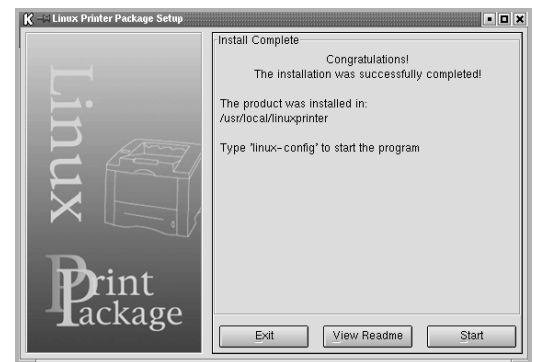 Linux Printer Package Setup
Linux
Print
Package
Install Complete
Congratulations!
The installation was successfully completed!
The product was installed in:
/usr/local/linuxprinter
Type 'linux-config' to start the program
Exit
View Readme
Start